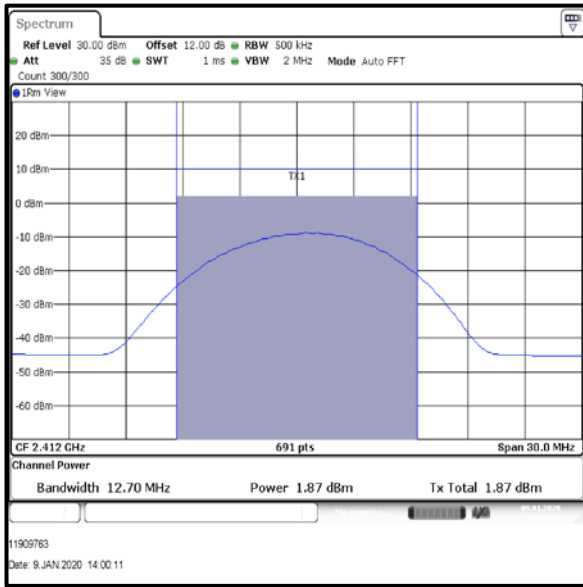 Spectrum
Ref Level 30.00 dBm Offset 12.00 dB RBW 500 kHz
Att 35 dB SWT 1 ms VBW 2 MHz Mode Auto FFT
Count 300/300
1Rm View
20 dBm
10 dBm
TX1
0 dBm
-10 dBm
-20 dBm
-30 dBm
-40 dBm
-50 dBm
-60 dBm
CF 2.412 GHz 691 pts Span 30.0 MHz
Channel Power
Bandwidth 12.70 MHz Power 1.87 dBm Tx Total 1.87 dBm
11909763
Date: 9.JAN.2020 14:00:11